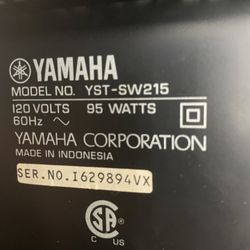 YAMAHA
MODEL NO. YST-SW215
120 VOLTS 95 WATTS
60Hz
YAMAHA CORPORATION
MADE IN INDONESIA
SER.NO.I629894VX
SA
C US